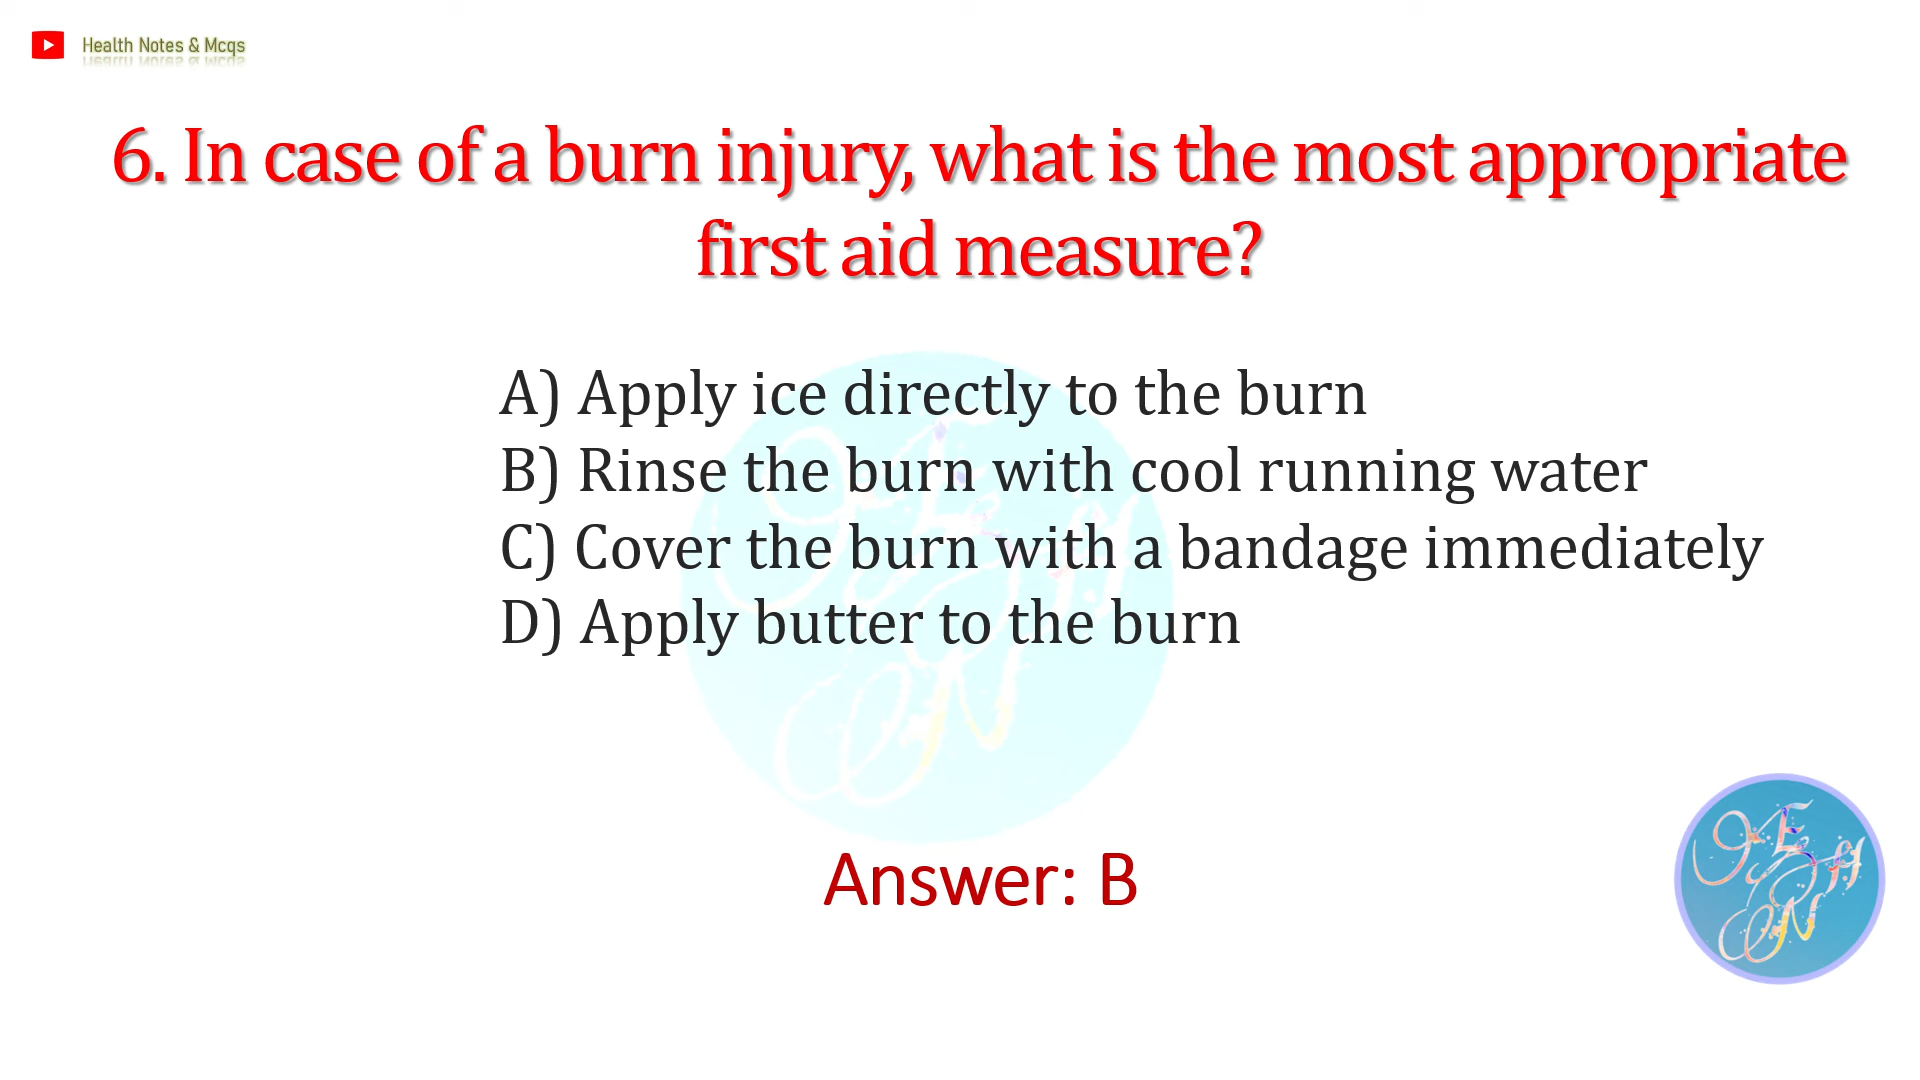 Health Notes & Mcqs
6. In case of a burn injury, what is the most appropriate
first aid measure?
A) Apply ice directly to the burn
B) Rinse the burn with cool running water
C) Cover the burn with a bandage immediately
D) Apply butter to the burn
Answer: B